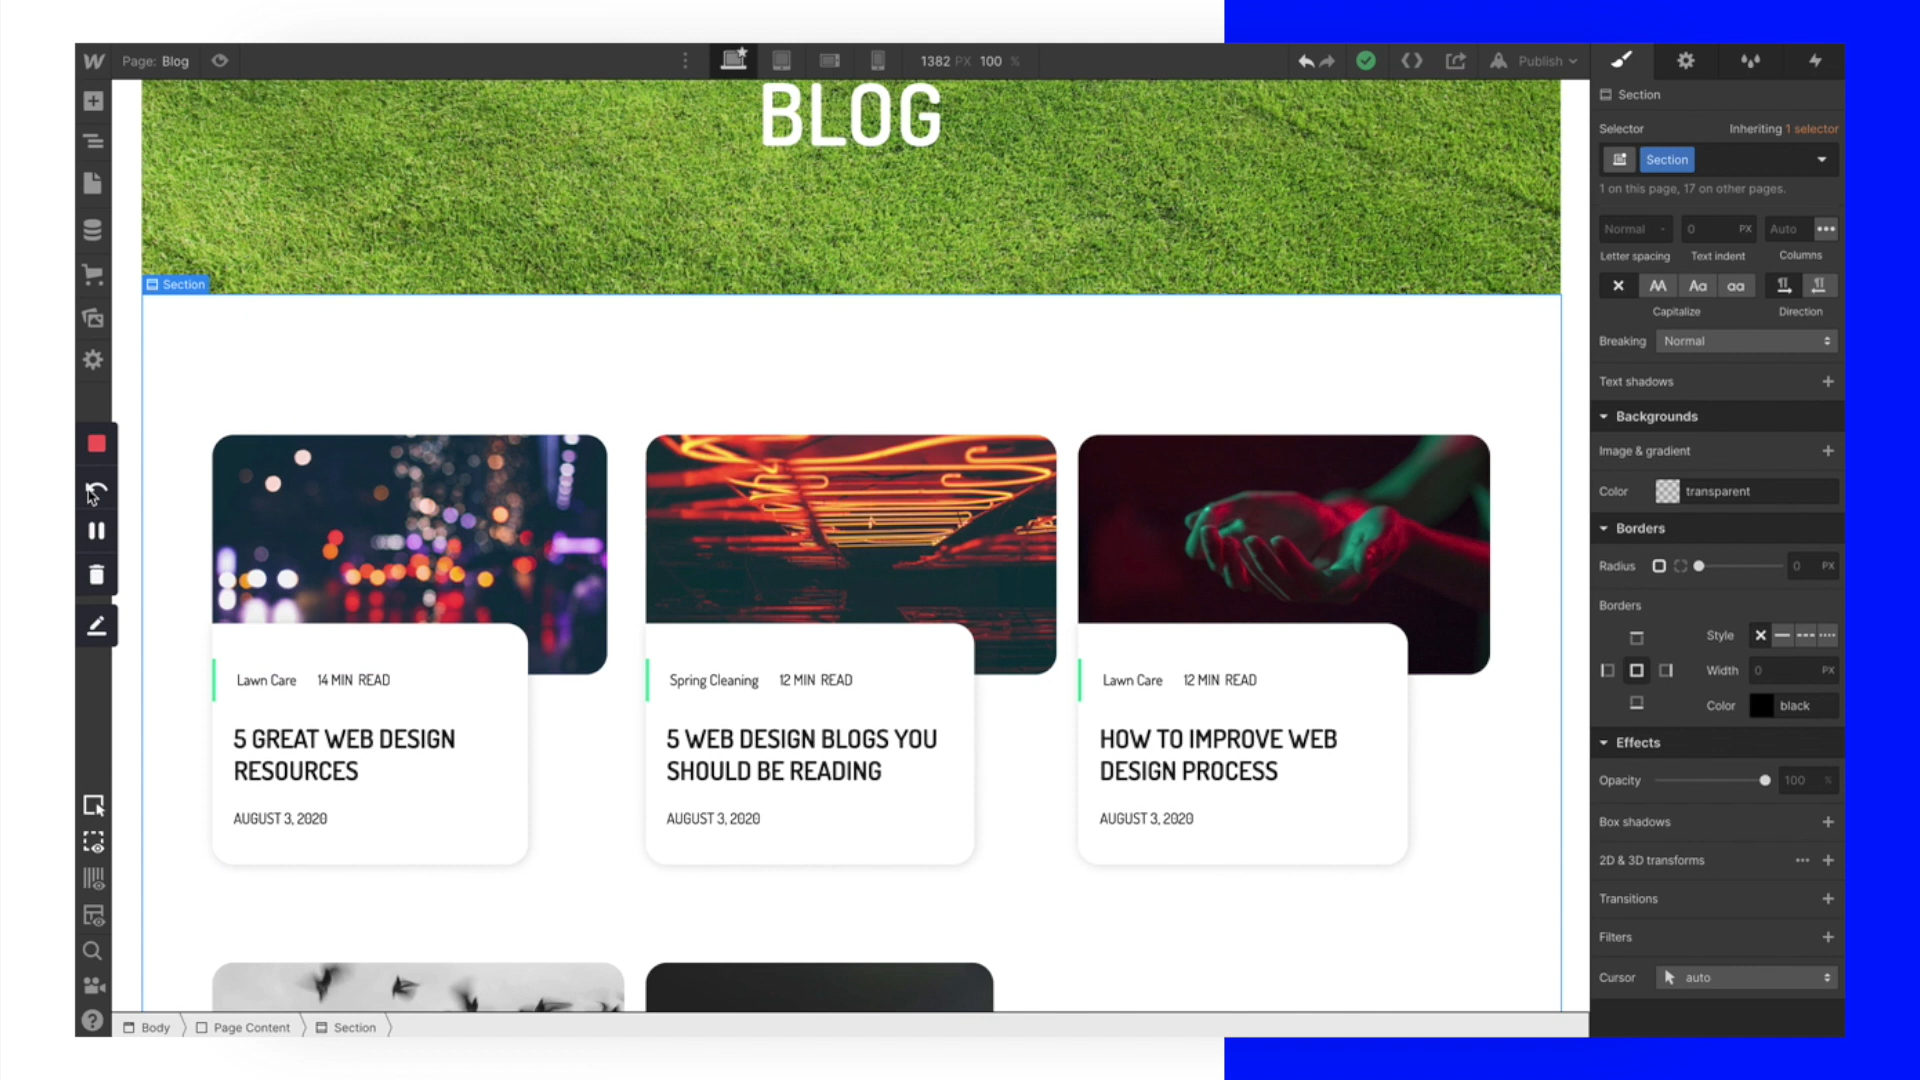 Page: Blog
1382 PX 100 %
Publish
BLOG
Section
Lawn Care 14 MIN READ
5 GREAT WEB DESIGN
RESOURCES
AUGUST 3, 2020
Spring Cleaning 12 MIN READ
5 WEB DESIGN BLOGS YOU
SHOULD BE READING
AUGUST 3, 2020
Lawn Care 12 MIN READ
HOW TO IMPROVE WEB
DESIGN PROCESS
AUGUST 3, 2020
Body
Page Content
Section
Section
Selector Inheriting 1 selector
Section
1 on this page, 17 on other pages.
Normal - 0 PX Auto
Letter spacing Text indent Columns
AA Aa aa
Capitalize Direction
Breaking Normal
Text shadows
Backgrounds
Image & gradient
Color transparent
Borders
Radius 0 PX
Borders
Style
Width 0 PX
Color black
Effects
Opacity 100 %
Box shadows
2D & 3D transforms
Transitions
Filters
Cursor auto